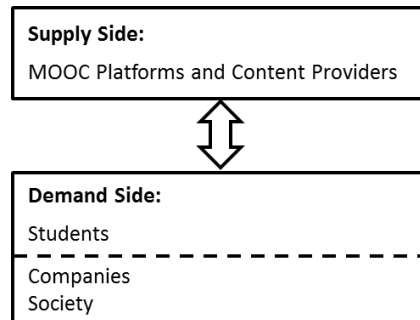 Supply Side:
MOOC Platforms and Content Providers
Demand Side:
Students
Companies
Society